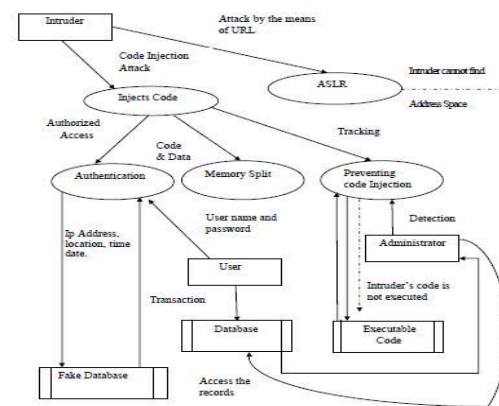 Intruder
Attack by the means
of URL
Code Injection
Attack
ASLR
Intruder cannot find
Address Space
Injects Code
Authorized
Access
Code
& Data
Tracking
Authentication
Memory Split
Preventing
code Injection
User name and
password
Detection
Ip Address,
location, time
date.
Administrator
User
Intruder's code is
not executed
Transaction
Database
Executable
Code
Fake Database
Access the
records